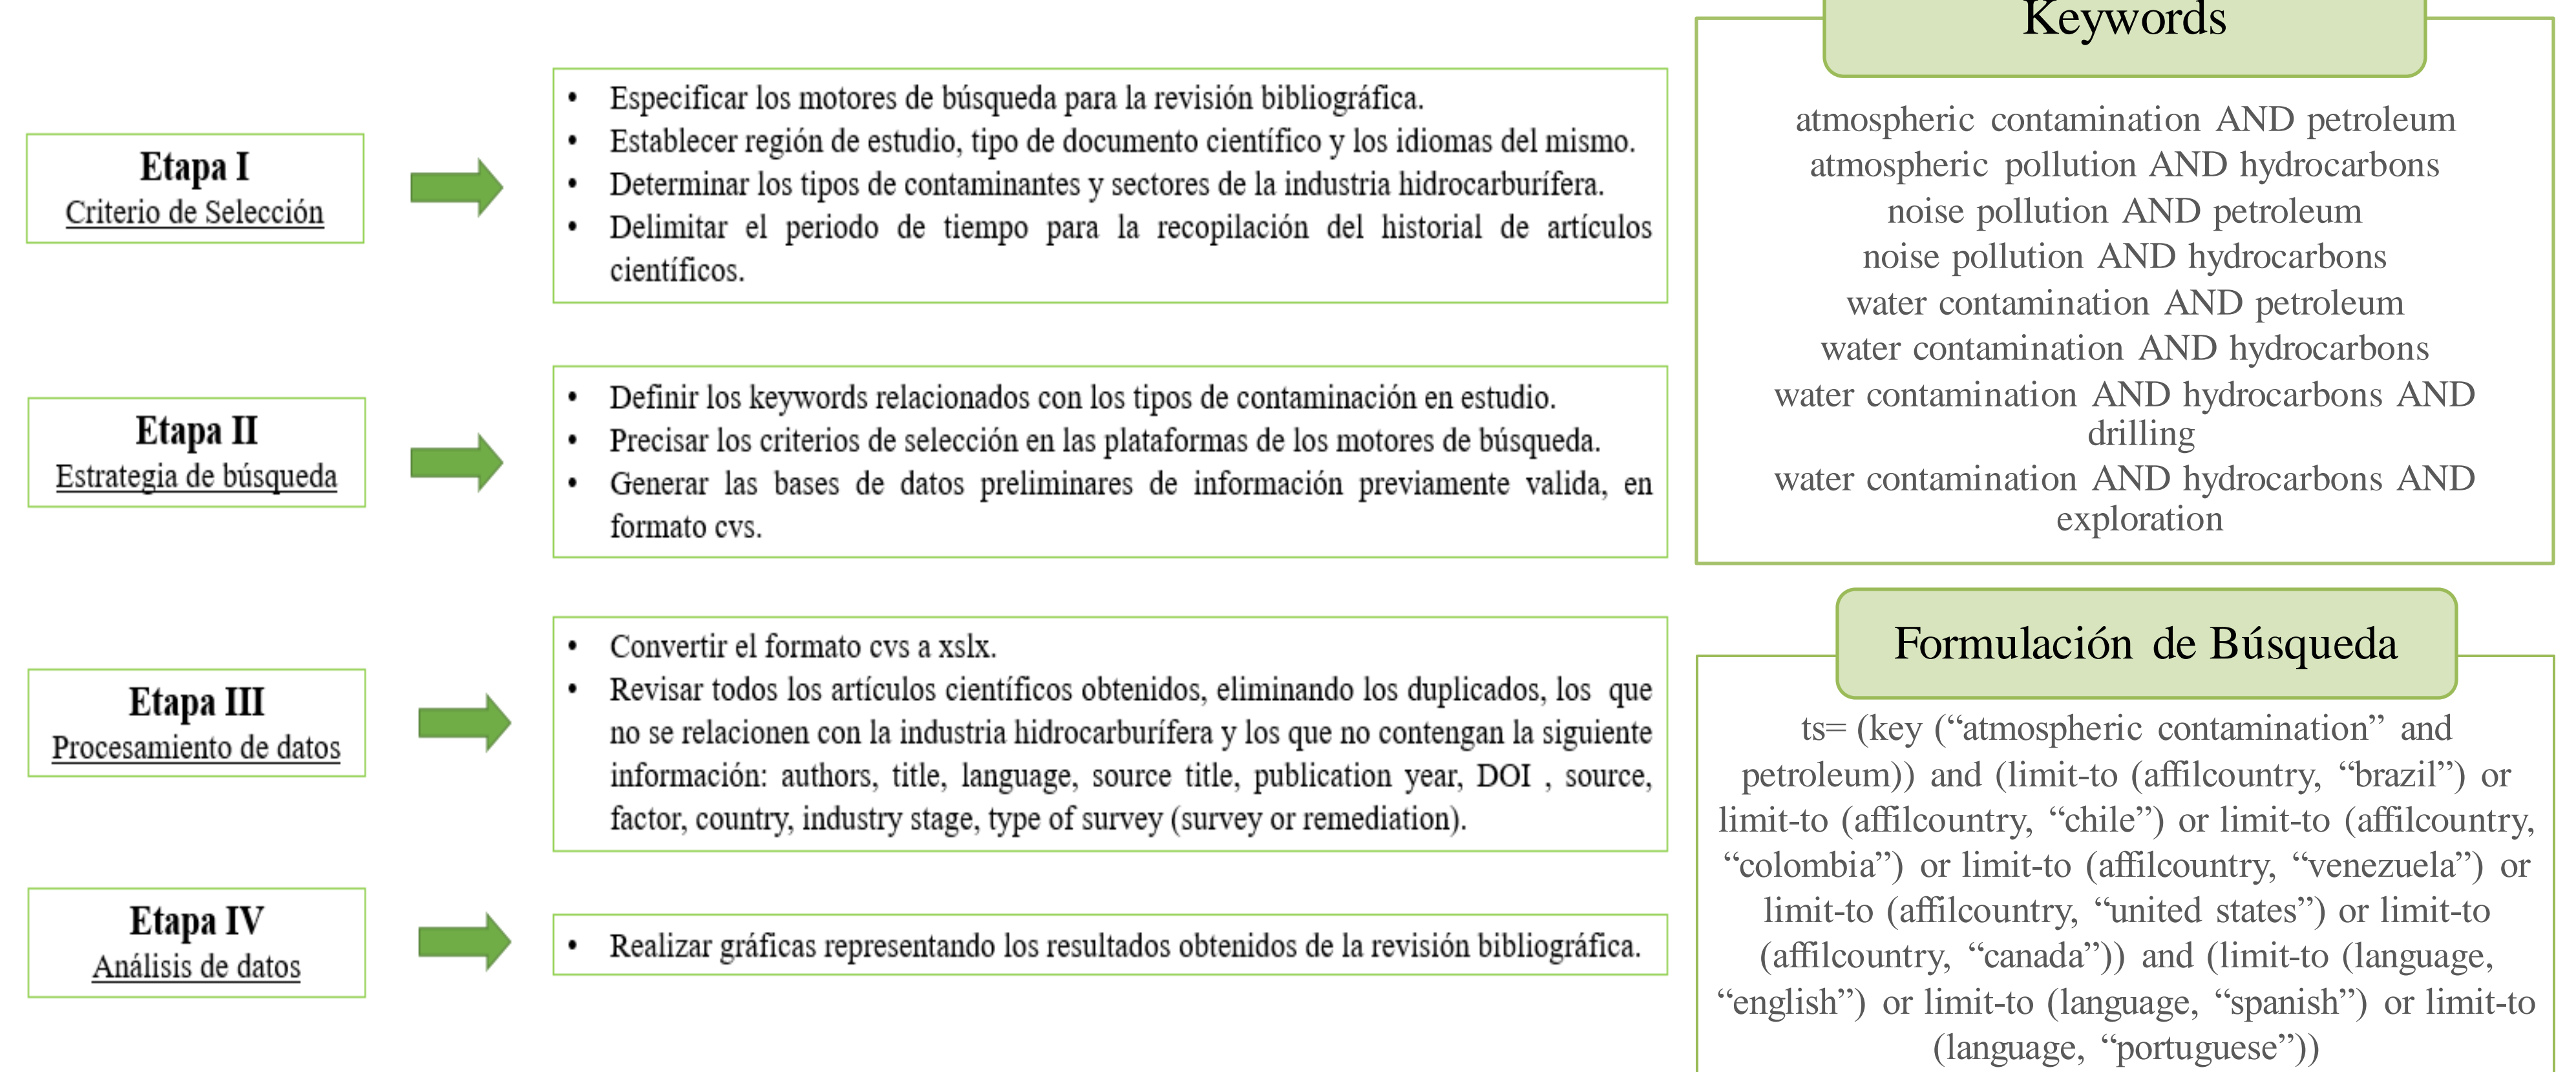 Etapa I
Criterio de Selección
• Especificar los motores de búsqueda para la revisión bibliográfica.
• Establecer región de estudio, tipo de documento científico y los idiomas del mismo.
• Determinar los tipos de contaminantes y sectores de la industria hidrocarburífera.
• Delimitar el periodo de tiempo para la recopilación del historial de artículos
científicos.
Etapa II
Estrategia de búsqueda
• Definir los keywords relacionados con los tipos de contaminación en estudio.
• Precisar los criterios de selección en las plataformas de los motores de búsqueda.
• Generar las bases de datos preliminares de información previamente valida, en
formato cvs.
Etapa III
Procesamiento de datos
• Convertir el formato cvs a xslx.
• Revisar todos los artículos científicos obtenidos, eliminando los duplicados, los que
no se relacionen con la industria hidrocarburífera y los que no contengan la siguiente
información: authors, title, language, source title, publication year, DOI , source,
factor, country, industry stage, type of survey (survey or remediation).
Etapa IV
Análisis de datos
• Realizar gráficas representando los resultados obtenidos de la revisión bibliográfica.
Keywords
atmospheric contamination AND petroleum
atmospheric pollution AND hydrocarbons
noise pollution AND petroleum
noise pollution AND hydrocarbons
water contamination AND petroleum
water contamination AND hydrocarbons
water contamination AND hydrocarbons AND
drilling
water contamination AND hydrocarbons AND
exploration
Formulación de Búsqueda
ts= (key (“atmospheric contamination” and
petroleum)) and (limit-to (affilcountry, “brazil”) or
limit-to (affilcountry, “chile”) or limit-to (affilcountry,
“colombia”) or limit-to (affilcountry, “venezuela”) or
limit-to (affilcountry, “united states”) or limit-to
(affilcountry, “canada”)) and (limit-to (language,
“english”) or limit-to (language, “spanish”) or limit-to
(language, “portuguese”))